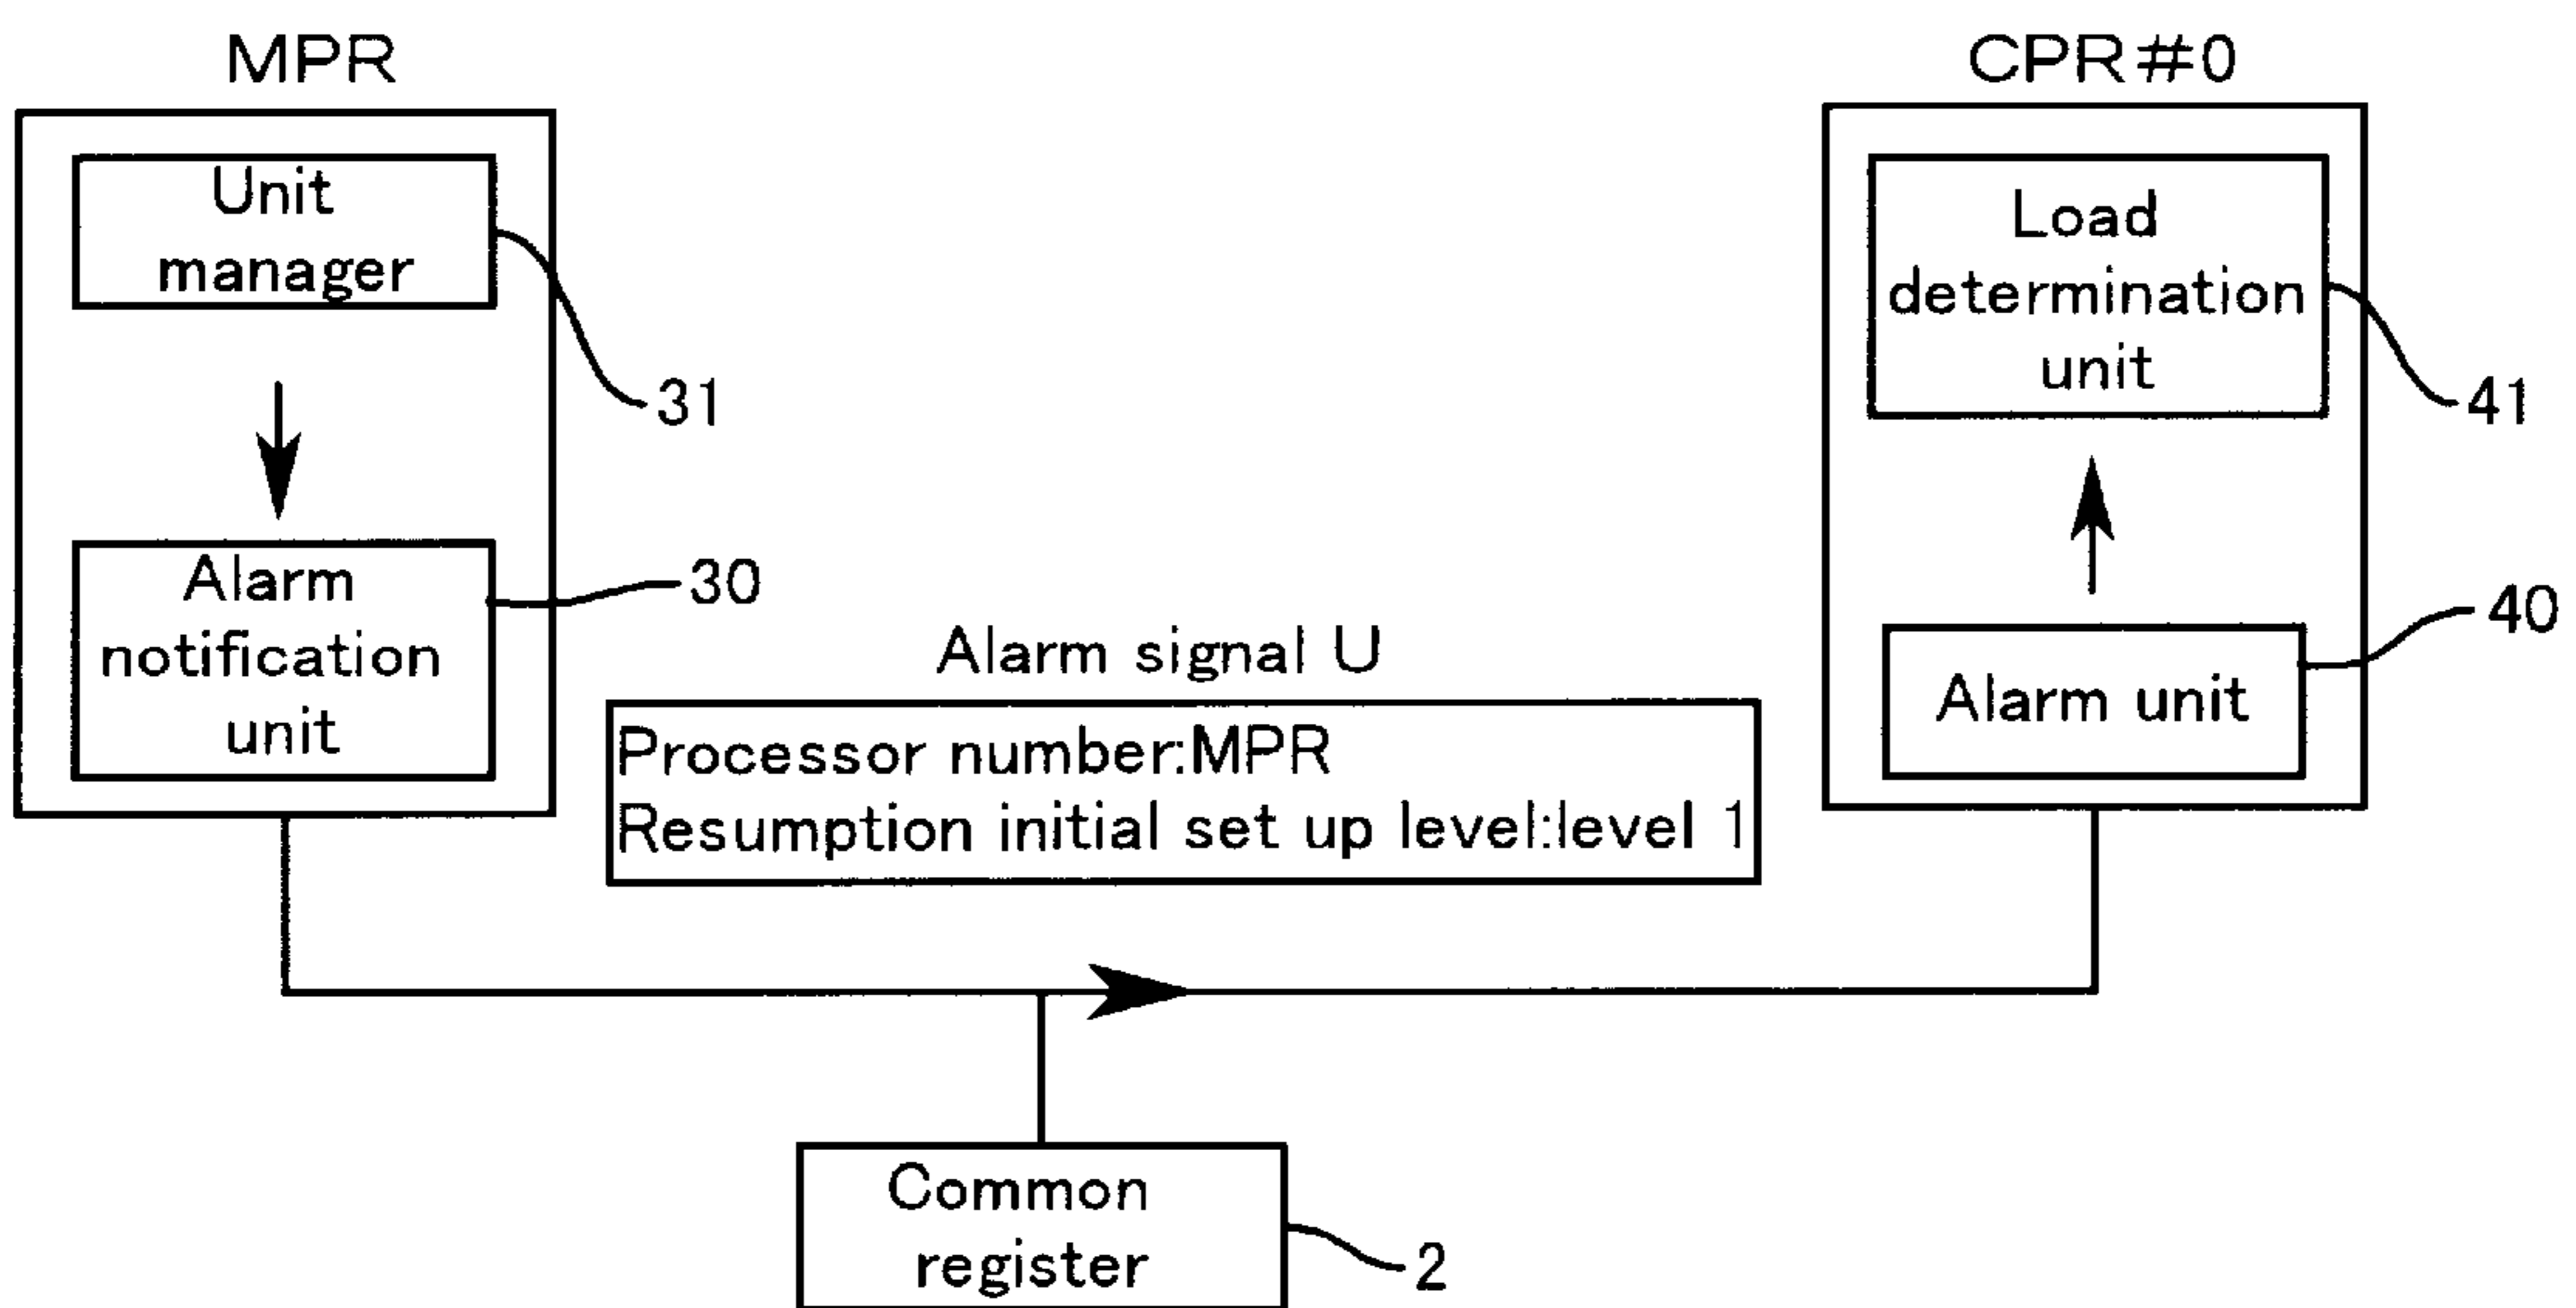 MPR
Unit
manager
31
Alarm
notification
unit
30
Alarm signal U
Processor number:MPR
Resumption initial set up level:level 1
CPR#0
Load
determination
unit
41
Alarm unit
40
Common
register
2